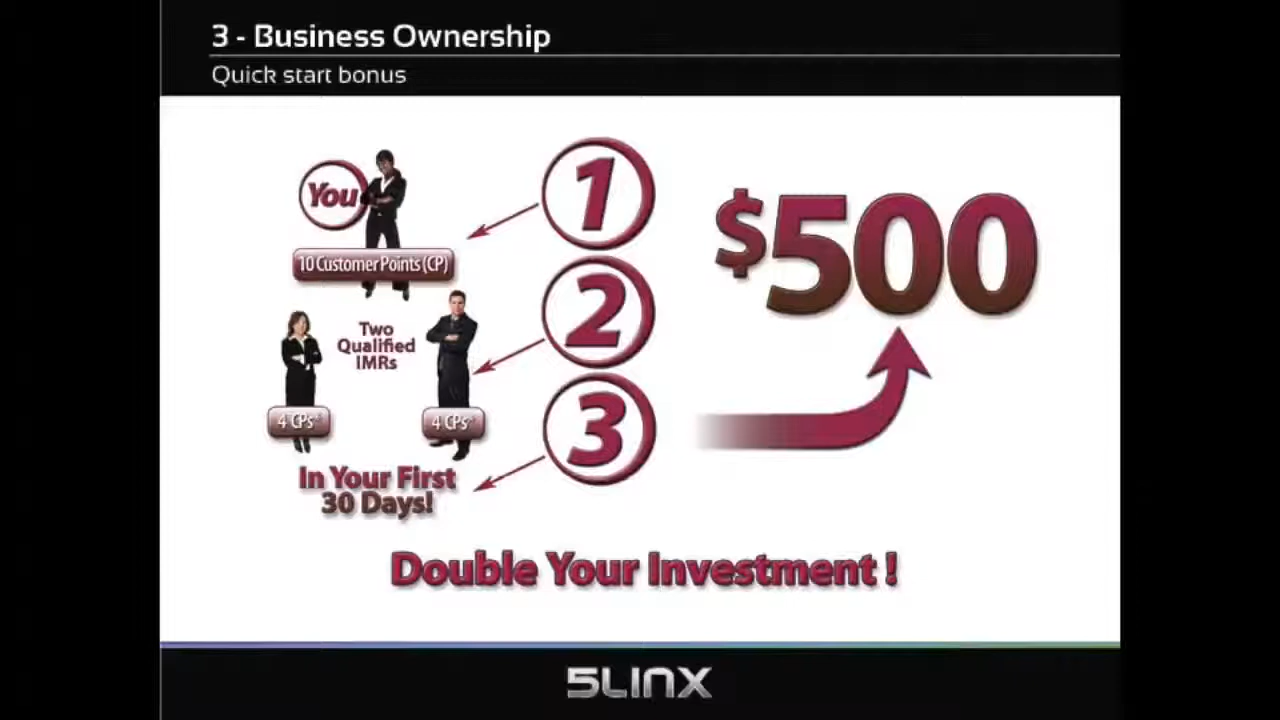 3 - Business Ownership
Quick start bonus
You
10 Customer Points (CP)
Two
Qualified
IMRs
4 CPs*
4 CPs*
In Your First
30 Days!
1
2
3
$500
Double Your Investment !
5LINX